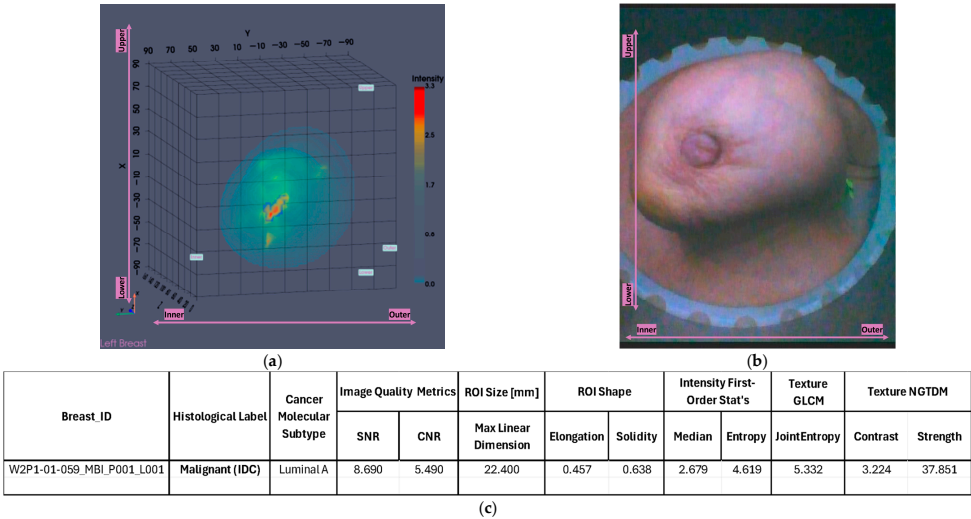 Y
90 70 50 30 10 −10 −30 −50 −70 −90
Upper
90
70
50
30
10
X
−10
−30
−50
−70
−90
Lower
Intensity
3.3
2.5
1.7
0.8
0.0
Inner
Outer
Left Breast
Upper
Lower
Inner
Outer
(a)
(b)
Breast_ID
Histological Label
Cancer Molecular Subtype
Image Quality Metrics
ROI Size [mm]
ROI Shape
Intensity First-Order Stat's
Texture GLCM
Texture NGTDM
SNR
CNR
Max Linear Dimension
Elongation
Solidity
Median
Entropy
JointEntropy
Contrast
Strength
W2P1-01-059_MBI_P001_L001
Malignant (IDC)
Luminal A
8.690
5.490
22.400
0.457
0.638
2.679
4.619
5.332
3.224
37.851
(c)